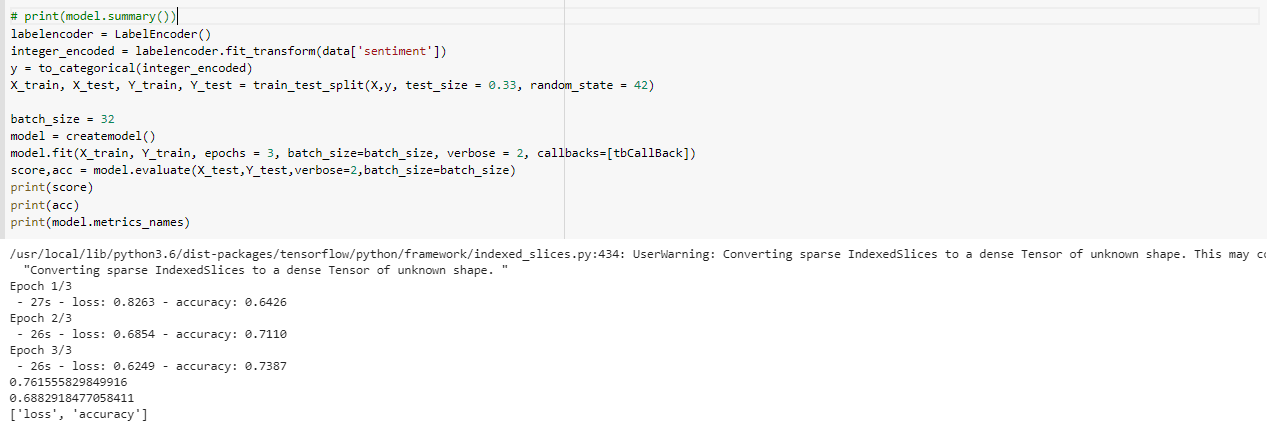 # print(model.summary())
labelencoder = LabelEncoder()
integer_encoded = labelencoder.fit_transform(data['sentiment'])
y = to_categorical(integer_encoded)
X_train, X_test, Y_train, Y_test = train_test_split(X,y, test_size = 0.33, random_state = 42)
batch_size = 32
model = createmodel()
model.fit(X_train, Y_train, epochs = 3, batch_size=batch_size, verbose = 2, callbacks=[tbCallBack])
score,acc = model.evaluate(X_test,Y_test,verbose=2,batch_size=batch_size)
print(score)
print(acc)
print(model.metrics_names)
/usr/local/lib/python3.6/dist-packages/tensorflow/python/framework/indexed_slices.py:434: UserWarning: Converting sparse IndexedSlices to a dense Tensor of unknown shape. This may
"Converting sparse IndexedSlices to a dense Tensor of unknown shape. "
Epoch 1/3
- 27s - loss: 0.8263 - accuracy: 0.6426
Epoch 2/3
- 26s - loss: 0.6854 - accuracy: 0.7110
Epoch 3/3
- 26s - loss: 0.6249 - accuracy: 0.7387
0.761555829849916
0.6882918477058411
['loss', 'accuracy']